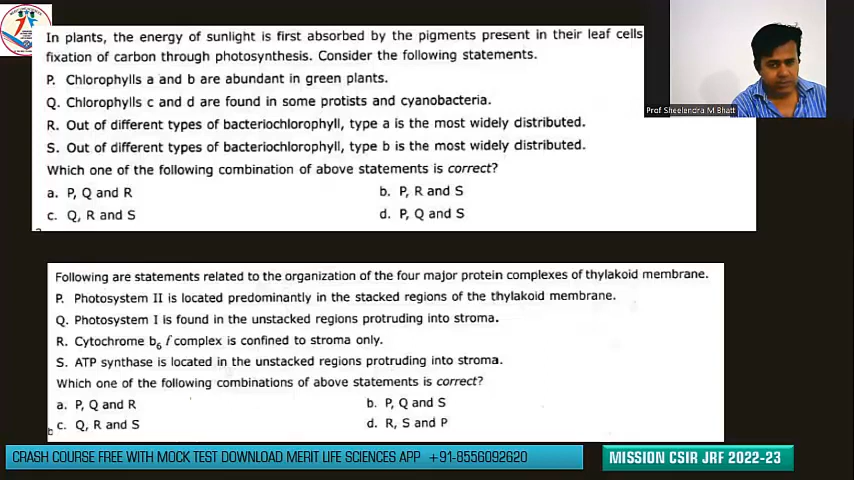 In plants, the energy of sunlight is first absorbed by the pigments present in their leaf cells
fixation of carbon through photosynthesis. Consider the following statements.
P. Chlorophylls a and b are abundant in green plants.
Q. Chlorophylls c and d are found in some protists and cyanobacteria.
R. Out of different types of bacteriochlorophyll, type a is the most widely distributed.
S. Out of different types of bacteriochlorophyll, type b is the most widely distributed.
Which one of the following combination of above statements is correct?
a. P, Q and R
b. P, R and S
c. Q, R and S
d. P, Q and S
a
Prof Sheelendra M Bhatt
Following are statements related to the organization of the four major protein complexes of thylakoid membrane.
P. Photosystem II is located predominantly in the stacked regions of the thylakoid membrane.
Q. Photosystem I is found in the unstacked regions protruding into stroma.
R. Cytochrome b6 f complex is confined to stroma only.
S. ATP synthase is located in the unstacked regions protruding into stroma.
Which one of the following combinations of above statements is correct?
a. P, Q and R
b. P, Q and S
c. Q, R and S
d. R, S and P
b
CRASH COURSE FREE WITH MOCK TEST DOWNLOAD MERIT LIFE SCIENCES APP +91-8556092620
MISSION CSIR JRF 2022-23